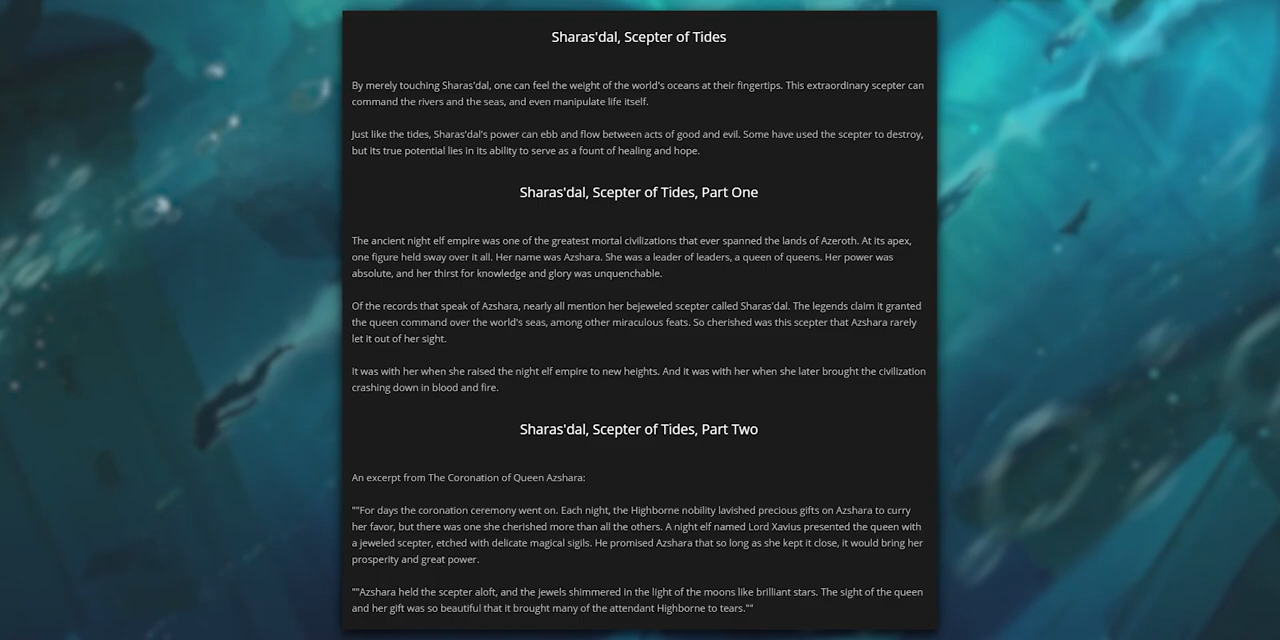 Sharas'dal, Scepter of Tides
By merely touching Sharas'dal, one can feel the weight of the world's oceans at their fingertips. This extraordinary scepter can
command the rivers and the seas, and even manipulate life itself.
Just like the tides, Sharas'dal's power can ebb and flow between acts of good and evil. Some have used the scepter to destroy,
but its true potential lies in its ability to serve as a fount of healing and hope.
Sharas'dal, Scepter of Tides, Part One
The ancient night elf empire was one of the greatest mortal civilizations that ever spanned the lands of Azeroth. At its apex,
one figure held sway over it all. Her name was Azshara. She was a leader of leaders, a queen of queens. Her power was
absolute, and her thirst for knowledge and glory was unquenchable.
Of the records that speak of Azshara, nearly all mention her bejeweled scepter called Sharas'dal. The legends claim it granted
the queen command over the world's seas, among other miraculous feats. So cherished was this scepter that Azshara rarely
let it out of her sight.
It was with her when she raised the night elf empire to new heights. And it was with her when she later brought the civilization
crashing down in blood and fire.
Sharas'dal, Scepter of Tides, Part Two
An excerpt from The Coronation of Queen Azshara:
""For days the coronation ceremony went on. Each night, the Highborne nobility lavished precious gifts on Azshara to curry
her favor, but there was one she cherished more than all the others. A night elf named Lord Xavius presented the queen with
a jeweled scepter, etched with delicate magical sigils. He promised Azshara that so long as she kept it close, it would bring her
prosperity and great power.
""Azshara held the scepter aloft, and the jewels shimmered in the light of the moons like brilliant stars. The sight of the queen
and her gift was so beautiful that it brought many of the attendant Highborne to tears.""